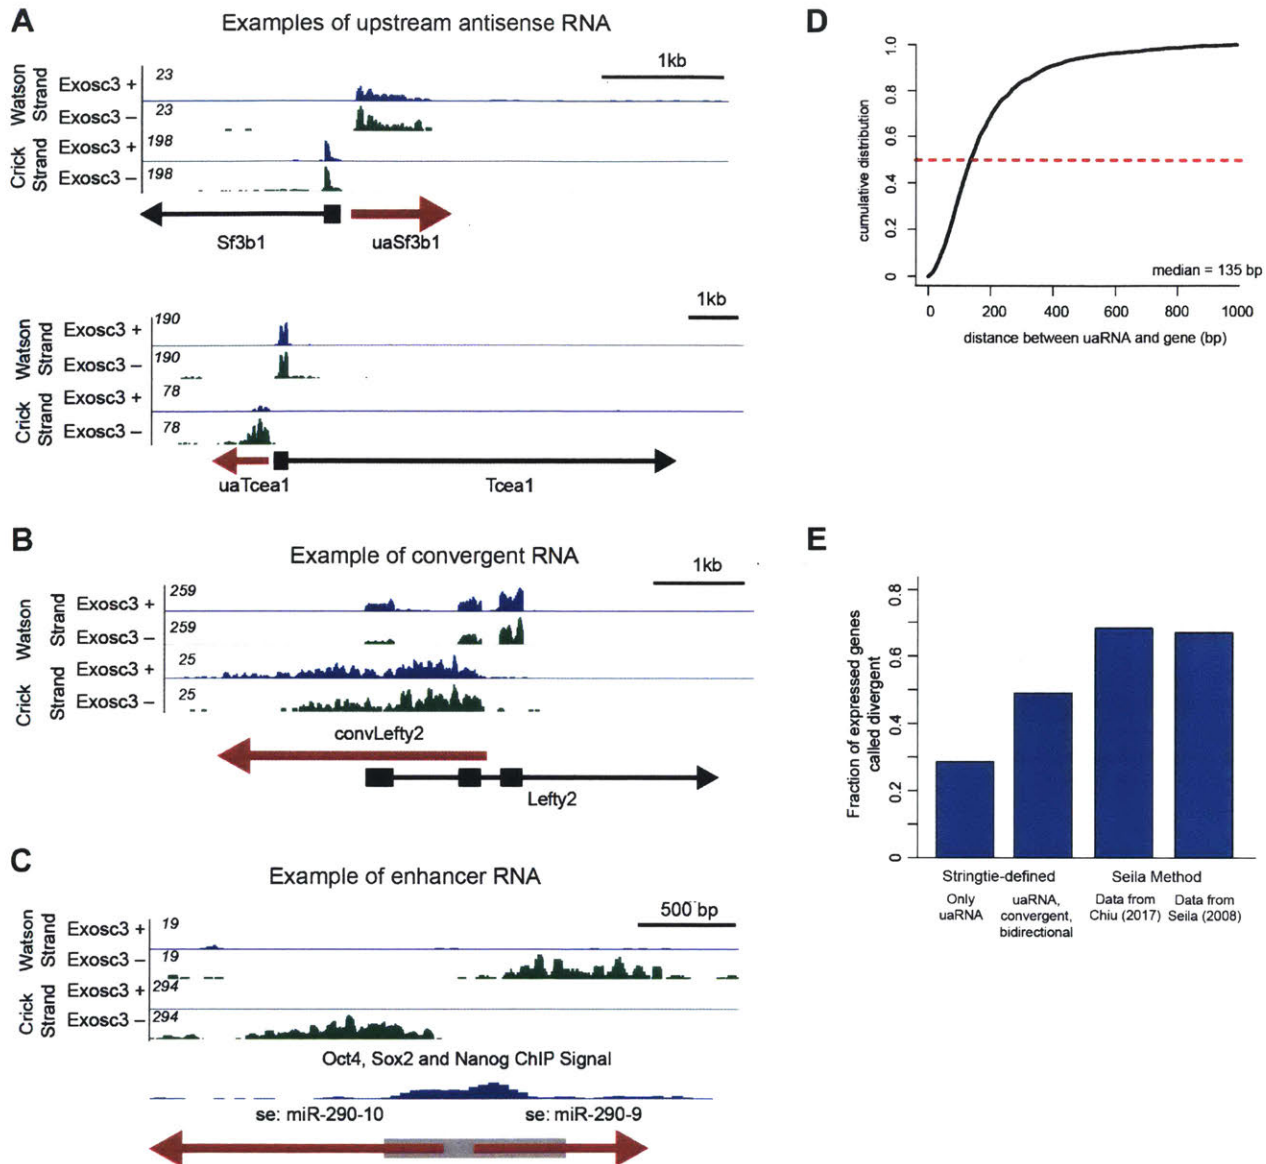 A
Examples of upstream antisense RNA
1kb
Watson Strand
Exosc3 +
23
Exosc3 –
23
Crick Strand
Exosc3 +
198
Exosc3 –
198
Sf3b1
uaSf3b1
1kb
Watson Strand
Exosc3 +
190
Exosc3 –
190
Crick Strand
Exosc3 +
78
Exosc3 –
78
uaTcea1
Tcea1
B
Example of convergent RNA
1kb
Watson Strand
Exosc3 +
259
Exosc3 –
259
Crick Strand
Exosc3 +
25
Exosc3 –
25
convLefty2
Lefty2
C
Example of enhancer RNA
500 bp
Watson Strand
Exosc3 +
19
Exosc3 –
19
Crick Strand
Exosc3 +
294
Exosc3 –
294
Oct4, Sox2 and Nanog ChIP Signal
se: miR-290-10
se: miR-290-9
D
cumulative distribution
1.0
0.8
0.6
0.4
0.2
0
median = 135 bp
0 200 400 600 800 1000
distance between uaRNA and gene (bp)
E
Fraction of expressed genes
called divergent
0.8
0.6
0.4
0.2
0
Stringtie-defined
Seila Method
Only
uaRNA
uaRNA,
convergent,
bidirectional
Data from
Chiu (2017)
Data from
Seila (2008)